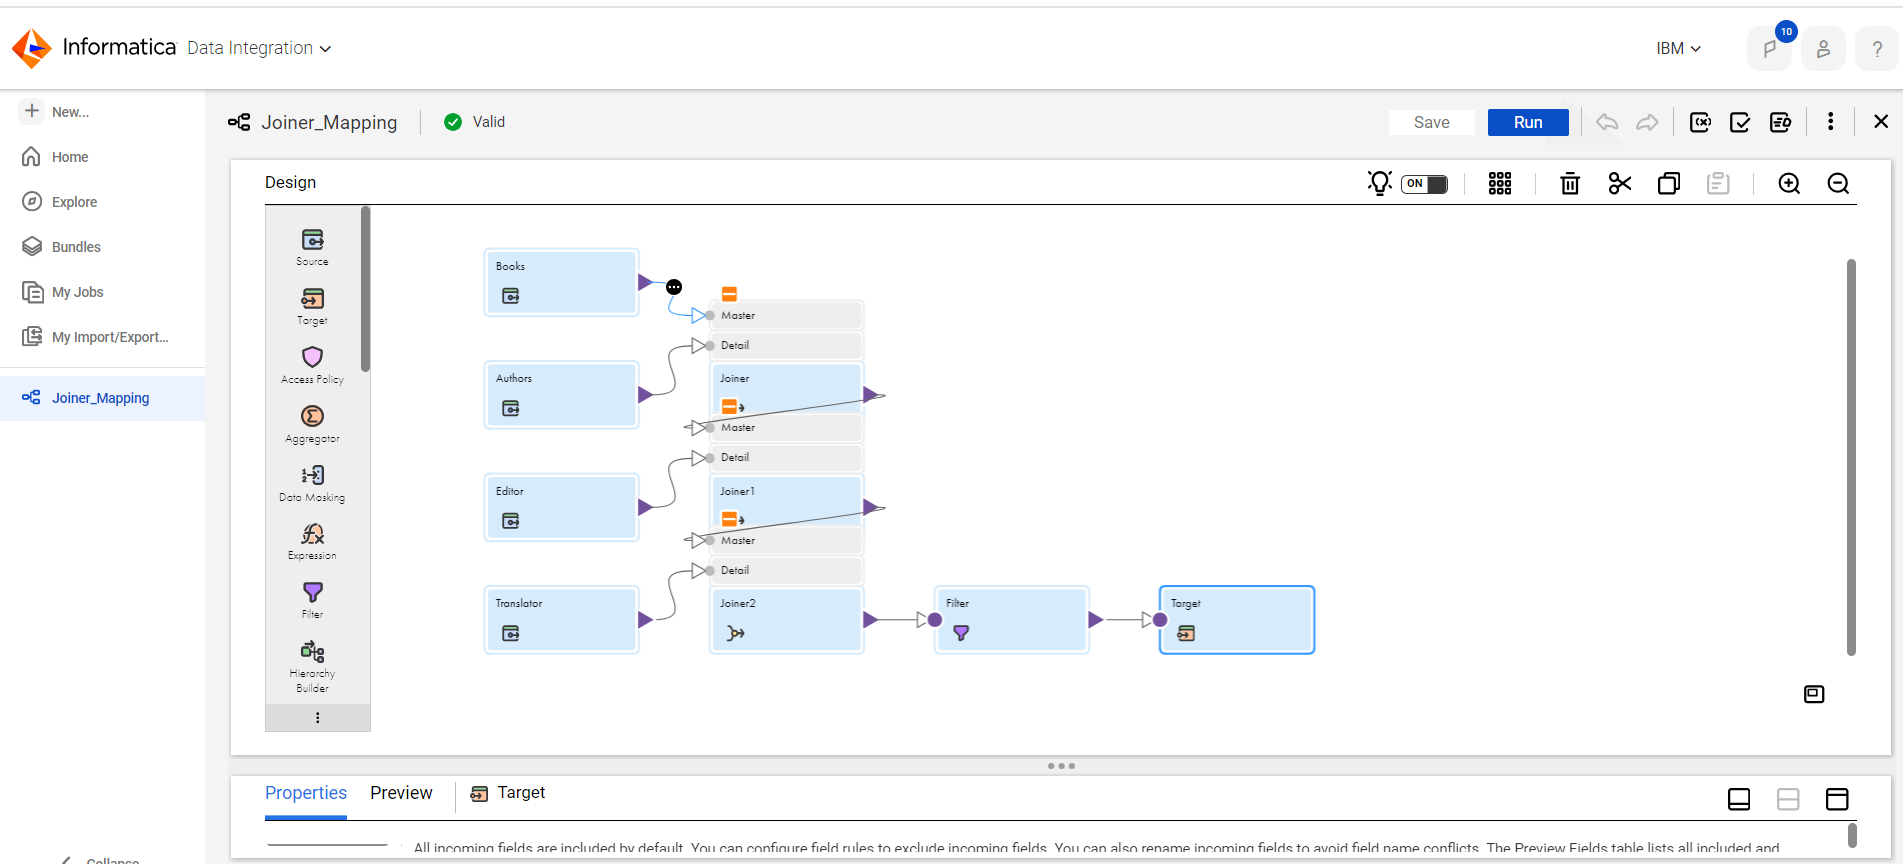 Informatica Data Integration
IBM
10
?
New...
Home
Explore
Bundles
My Jobs
My Import/Export...
Joiner_Mapping
Collapse
Joiner_Mapping
Valid
Save
Run
Design
ON
Source
Target
Access Policy
Aggregator
Data Masking
Expression
Filter
Hierarchy
Builder
Books
Master
Detail
Authors
Joiner
Master
Detail
Editor
Joiner1
Master
Detail
Translator
Joiner2
Filter
Target
Properties
Preview
Target
All incoming fields are included by default. You can configure field rules to exclude incoming fields. You can also rename incoming fields to avoid field name conflicts. The Preview Fields table lists all included and